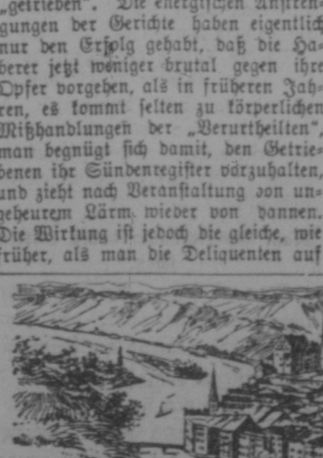 „getrieben“. Die energischen Anstren-
gungen der Gerichte haben eigentlich
nur den Erfolg gehabt, daß die Ha-
berer jetzt weniger brutal gegen ihre
Opfer vorgehen, als in früheren Jah-
ren, es kommt selten zu körperlichen
Mißhandlungen der „Verurtheilten“,
man begnügt sich damit, den Getrie-
benen ihr Sündenregister vorzuhalten,
und zieht nach Veranstaltung von un-
geheurem Lärm wieder von dannen.
Die Wirkung ist jedoch die gleiche, wie
früher, als man die Deliquenten auf